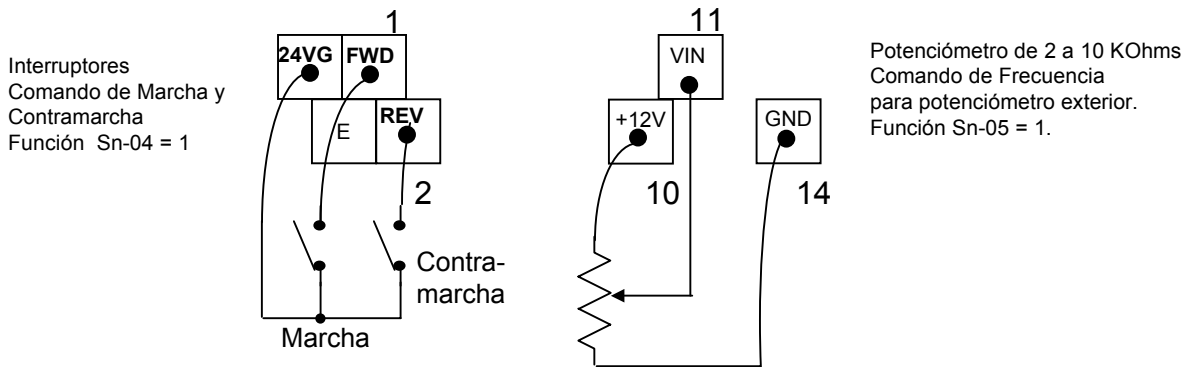 Interruptores
Comando de Marcha y
Contramarcha
Función Sn-04 = 1
1
24VG FWD
E REV
2
Contra-
marcha
Marcha
11
VIN
+12V
GND
10
14
Potenciómetro de 2 a 10 KOhms
Comando de Frecuencia
para potenciómetro exterior.
Función Sn-05 = 1.